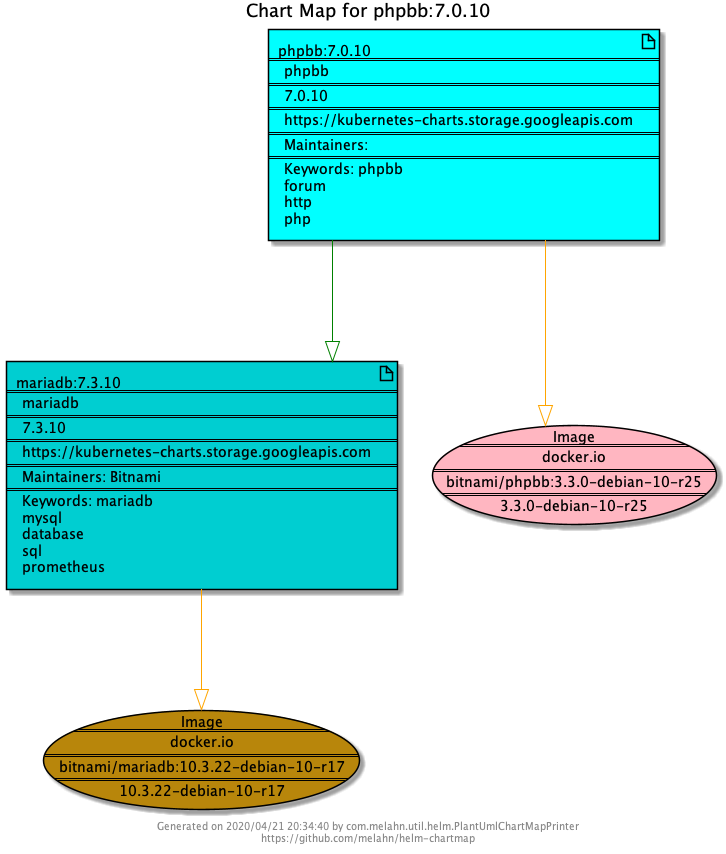 Chart Map for phpbb:7.0.10
phpbb:7.0.10
phpbb
7.0.10
https://kubernetes-charts.storage.googleapis.com
Maintainers:
Keywords: phpbb
forum
http
php
mariadb:7.3.10
mariadb
7.3.10
https://kubernetes-charts.storage.googleapis.com
Maintainers: Bitnami
Keywords: mariadb
mysql
database
sql
prometheus
Image
docker.io
bitnami/phpbb:3.3.0-debian-10-r25
3.3.0-debian-10-r25
Image
docker.io
bitnami/mariadb:10.3.22-debian-10-r17
10.3.22-debian-10-r17
Generated on 2020/04/21 20:34:40 by com.melahn.util.helm.PlantUmlChartMapPrinter
https://github.com/melahn/helm-chartmap